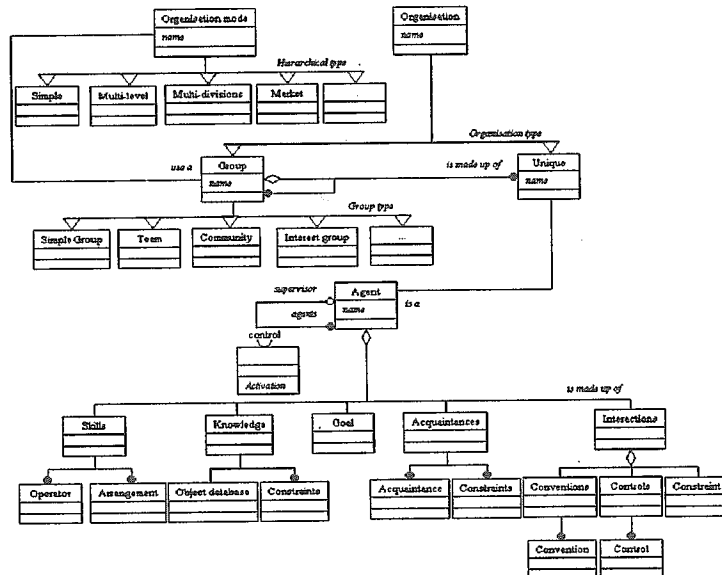 Organisation mode
name
Organisation
name
Hierarchical type
Simple
Multi-level
Multi-divisions
Market
Organisation type
use a
Group
name
is made up of
Unique
name
Group type
Simple Group
Team
Community
Interest group
...
supervisor
agents
Agent
name
is a
control
Activation
is made up of
Skills
Knowledge
Goal
Acquaintances
Interactions
Operator
Arrangement
Object database
Constraints
Acquaintance
Constraints
Conventions
Controls
Constraint
Convention
Control